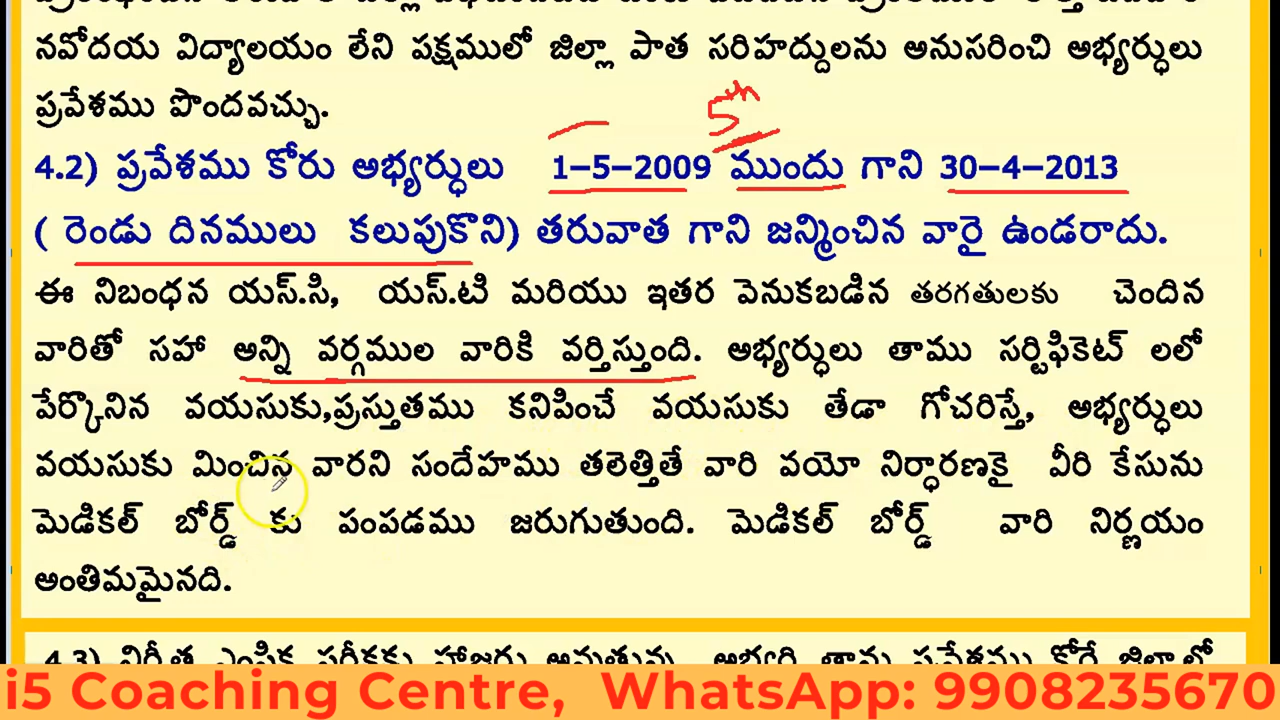 నవోదయ విద్యాలయం లేని పక్షములో జిల్లా పాత సరిహద్దులను అనుసరించి అభ్యర్ధులు
ప్రవేశము పొందవచ్చు.
5th
4.2) ప్రవేశము కోరు అభ్యర్ధులు 1–5–2009 ముందు గాని 30–4–2013
( రెండు దినములు కలుపుకొని) తరువాత గాని జన్మించిన వారై ఉండరాదు.
ఈ నిబంధన యస్.సి, యస్.టి మరియు ఇతర వెనుకబడిన తరగతులకు చెందిన
వారితో సహా అన్ని వర్గముల వారికి వర్తిస్తుంది. అభ్యర్ధులు తాము సర్టిఫికెట్ లలో
పేర్కొనిన వయసుకు,ప్రస్తుతము కనిపించే వయసుకు తేడా గోచరిస్తే, అభ్యర్ధులు
వయసుకు మించిన వారని సందేహము తలెత్తితే వారి వయో నిర్ధారణకై వీరి కేసును
మెడికల్ బోర్డ్ కు పంపడము జరుగుతుంది. మెడికల్ బోర్డ్ వారి నిర్ణయం
అంతిమమైనది.
i5 Coaching Centre, WhatsApp: 9908235670